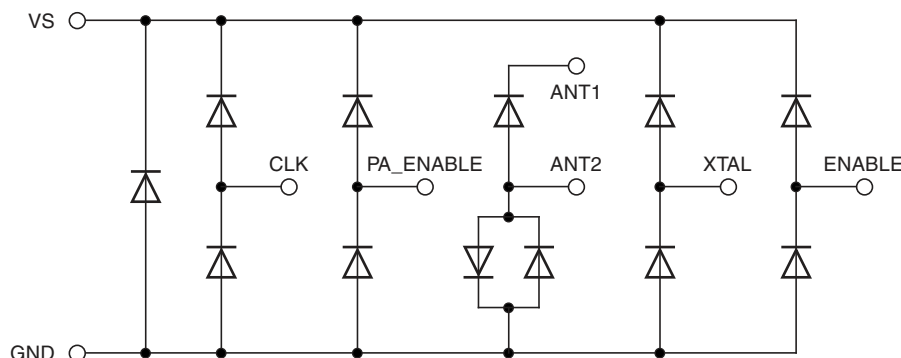 VS
ANT1
CLK
PA_ENABLE
ANT2
XTAL
ENABLE
GND